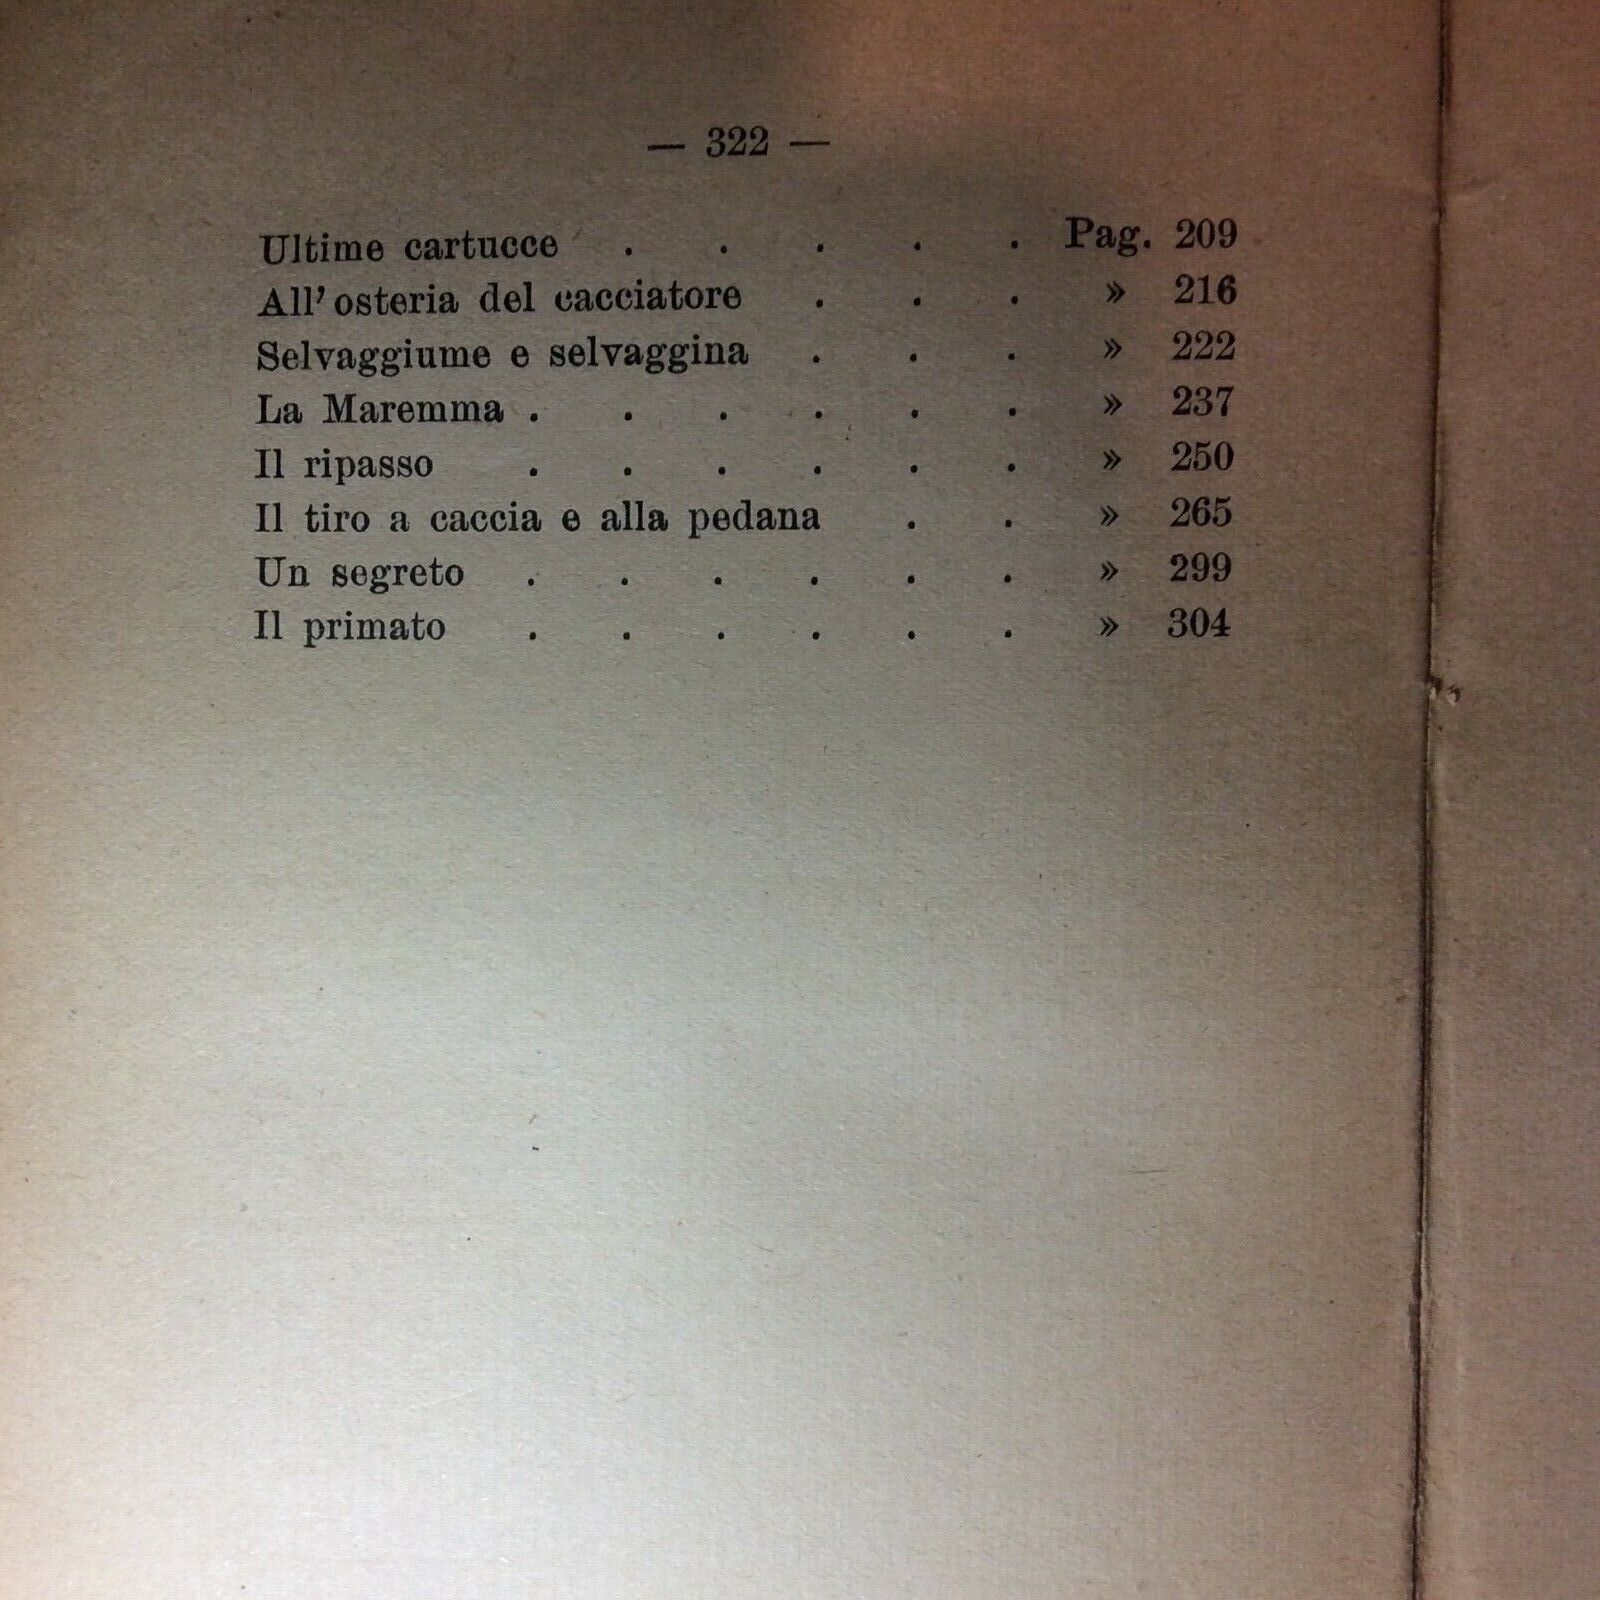 — 322 —
Ultime cartucce . . . . . Pag. 209
All' osteria del cacciatore . . . » 216
Selvaggiume e selvaggina . . . » 222
La Maremma . . . . . . » 237
Il ripasso . . . . . . » 250
Il tiro a caccia e alla pedana . . » 265
Un segreto . . . . . . » 299
Il primato . . . . . . » 304